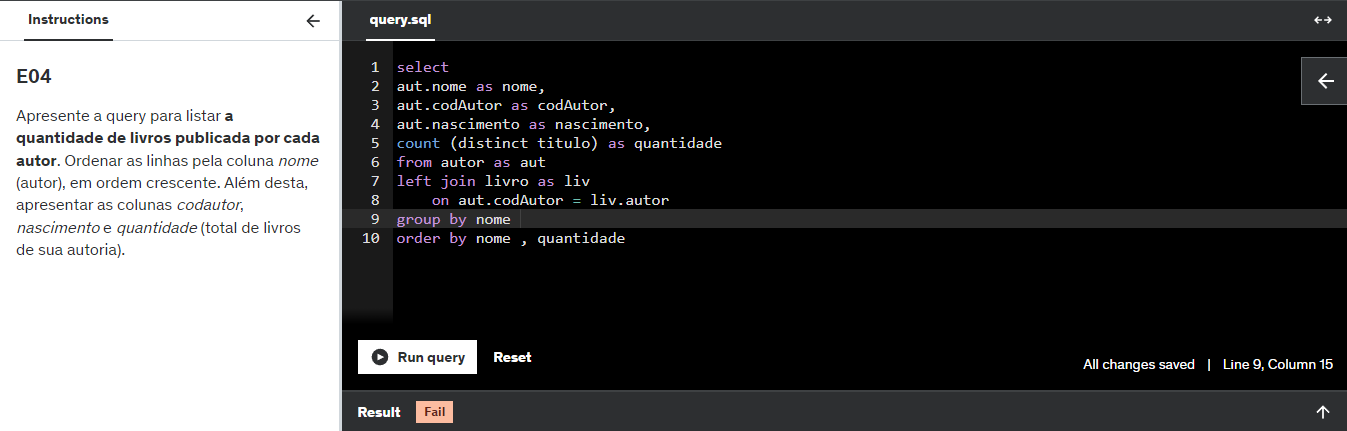 Instructions
E04
Apresente a query para listar a
quantidade de livros publicada por cada
autor. Ordenar as linhas pela coluna nome
(autor), em ordem crescente. Além desta,
apresentar as colunas codautor,
nascimento e quantidade (total de livros
de sua autoria).
query.sql
1 select
2 aut.nome as nome,
3 aut.codAutor as codAutor,
4 aut.nascimento as nascimento,
5 count (distinct titulo) as quantidade
6 from autor as aut
7 left join livro as liv
8     on aut.codAutor = liv.autor
9 group by nome
10 order by nome , quantidade
Run query Reset
All changes saved | Line 9, Column 15
Result Fail